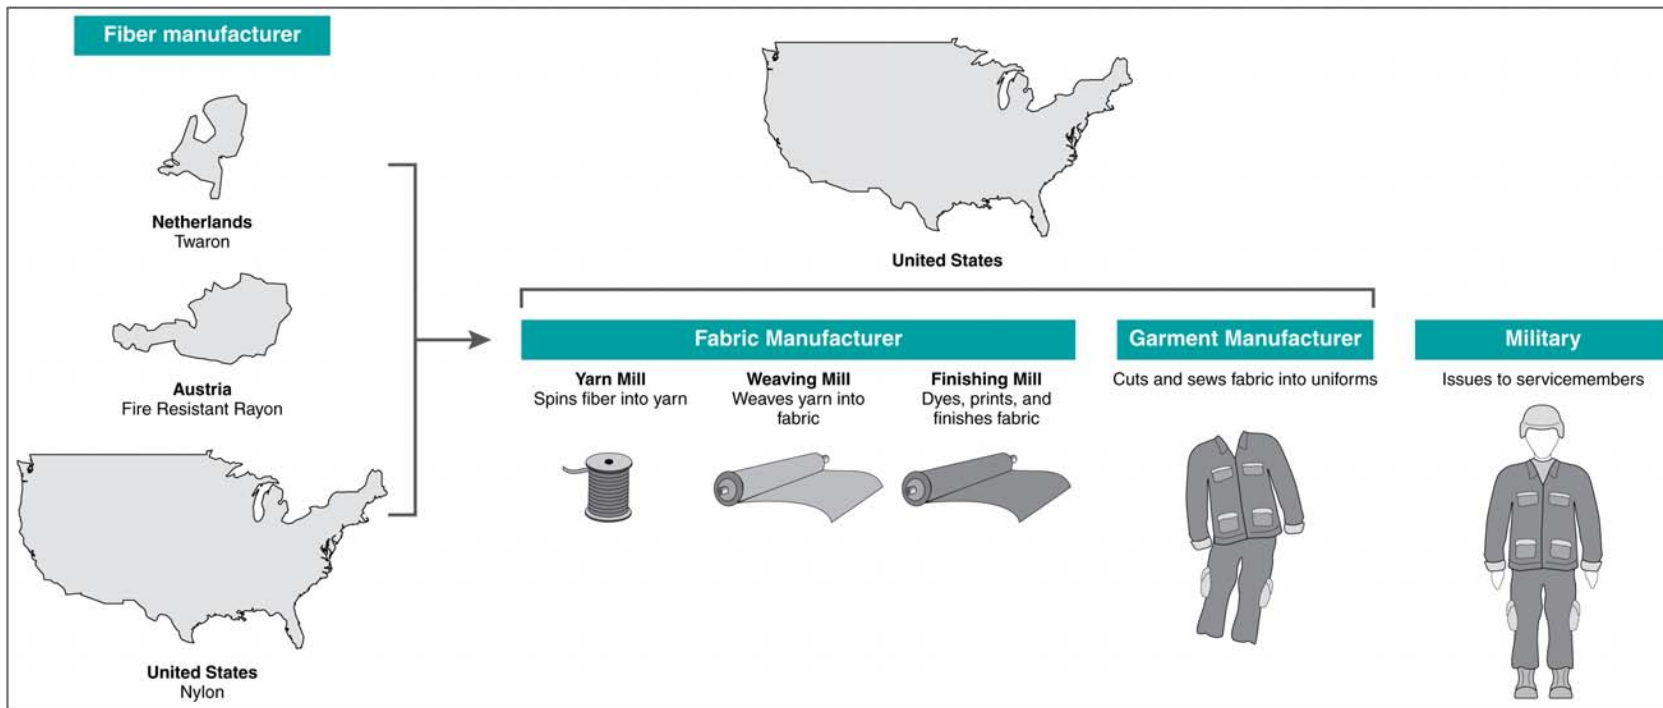 Fiber manufacturer
Netherlands
Twaron
Austria
Fire Resistant Rayon
United States
Nylon
United States
Fabric Manufacturer
Yarn Mill
Spins fiber into yarn
Weaving Mill
Weaves yarn into
fabric
Finishing Mill
Dyes, prints, and
finishes fabric
Garment Manufacturer
Cuts and sews fabric into uniforms
Military
Issues to servicemembers